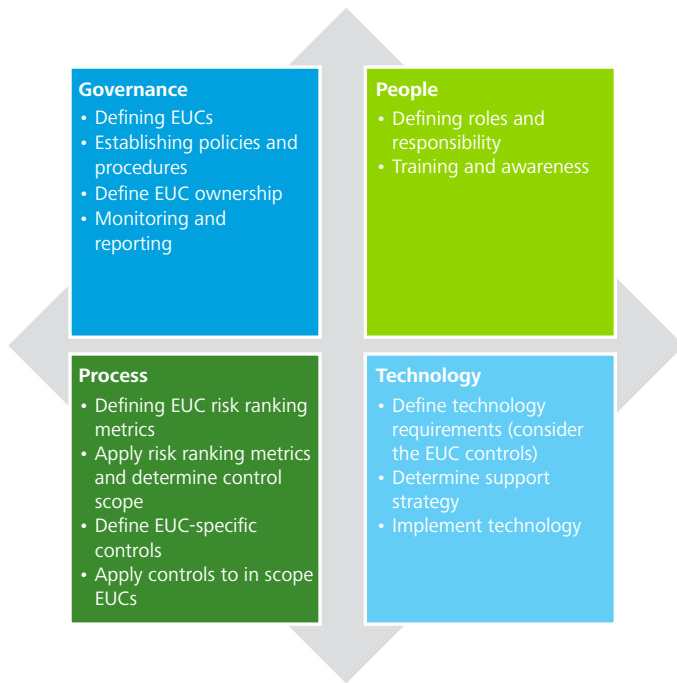 Governance
• Defining EUCs
• Establishing policies and
procedures
• Define EUC ownership
• Monitoring and
reporting
People
• Defining roles and
responsibility
• Training and awareness
Process
• Defining EUC risk ranking
metrics
• Apply risk ranking metrics
and determine control
scope
• Define EUC-specific
controls
• Apply controls to in scope
EUCs
Technology
• Define technology
requirements (consider
the EUC controls)
• Determine support
strategy
• Implement technology